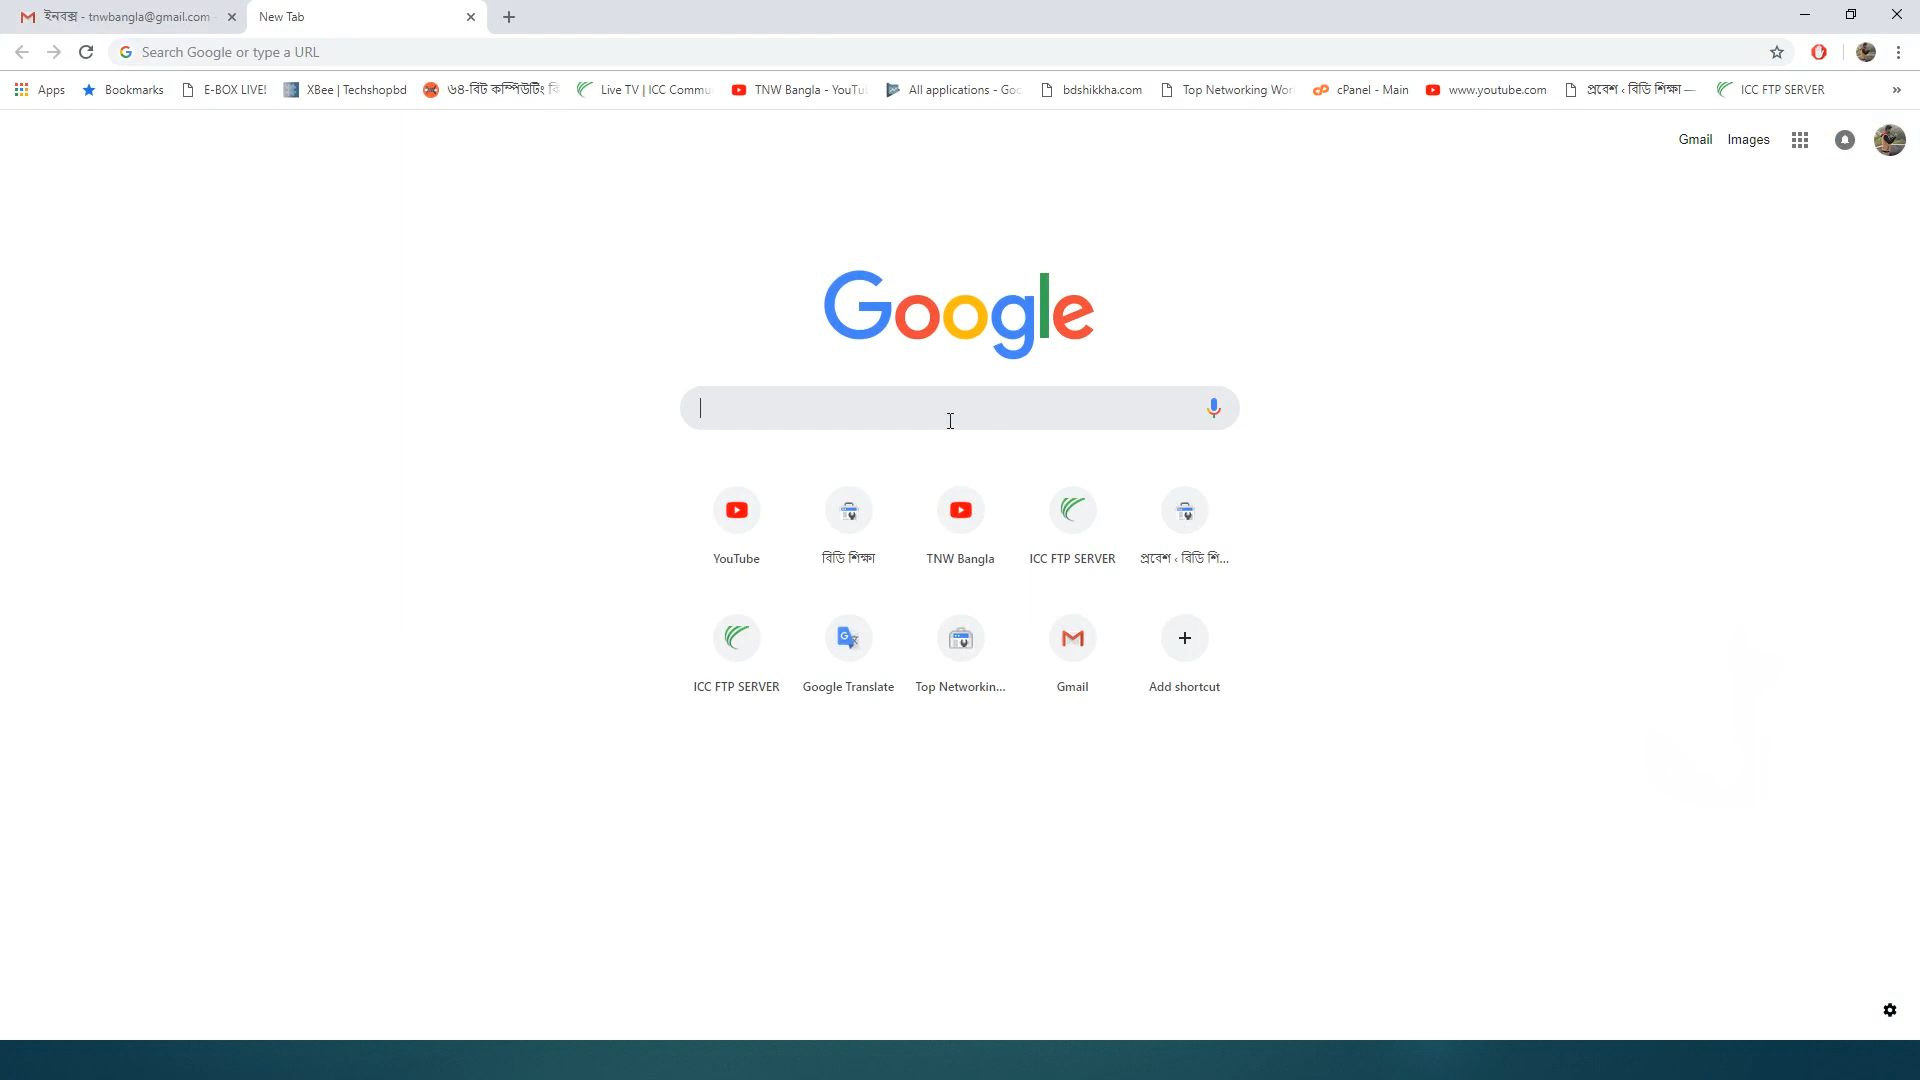 ইনবক্স - tnwbangla@gmail.com
New Tab
Search Google or type a URL
Apps
Bookmarks
E-BOX LIVE!
XBee | Techshopbd
৬৪-বিট কম্পিউটিং কি
Live TV | ICC Commu
TNW Bangla - YouTu
All applications - Goo
bdshikkha.com
Top Networking Wor
cPanel - Main
www.youtube.com
প্রবেশ ‹ বিডি শিক্ষা —
ICC FTP SERVER
»
Gmail
Images
Google
YouTube
বিডি শিক্ষা
TNW Bangla
ICC FTP SERVER
প্রবেশ ‹ বিডি শি...
ICC FTP SERVER
Google Translate
Top Networkin...
Gmail
Add shortcut